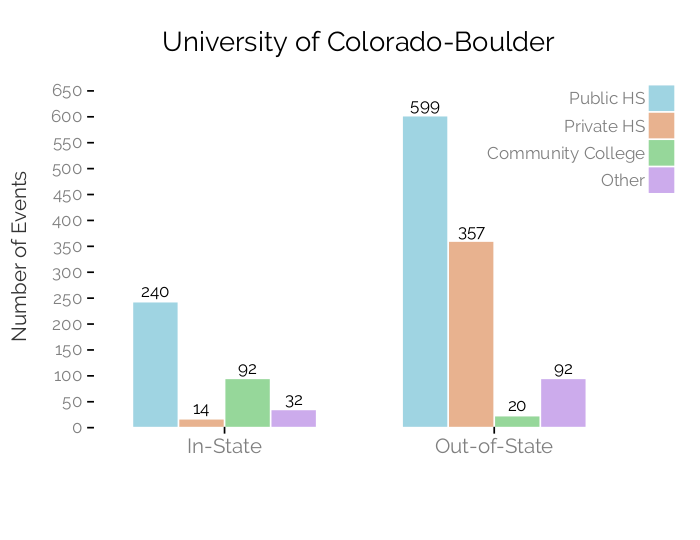 University of Colorado-Boulder
Number of Events
650
600
550
500
450
400
350
300
250
200
150
100
50
0
240
14
92
32
599
357
20
92
In-State
Out-of-State
Public HS
Private HS
Community College
Other